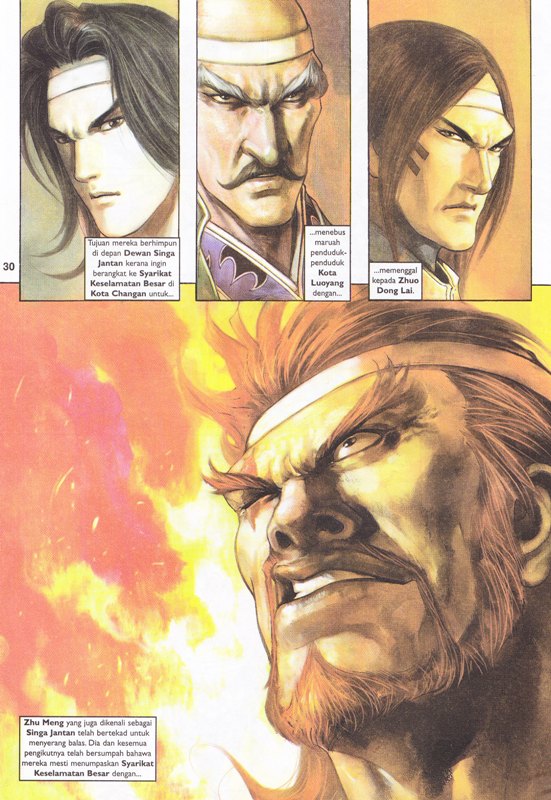 Tujuan mereka berhimpun
di depan Dewan Singa
Jantan kerana ingin
berangkat ke Syarikat
Keselamatan Besar di
Kota Changan untuk...
...menebus
maruah
penduduk-
penduduk
Kota
Luoyang
dengan...
...memenggal
kepada Zhuo
Dong Lai.
30
Zhu Meng yang juga dikenali sebagai
Singa Jantan telah bertekad untuk
menyerang balas. Dia dan kesemua
pengikutnya telah bersumpah bahawa
mereka mesti menumpaskan Syarikat
Keselamatan Besar dengan...